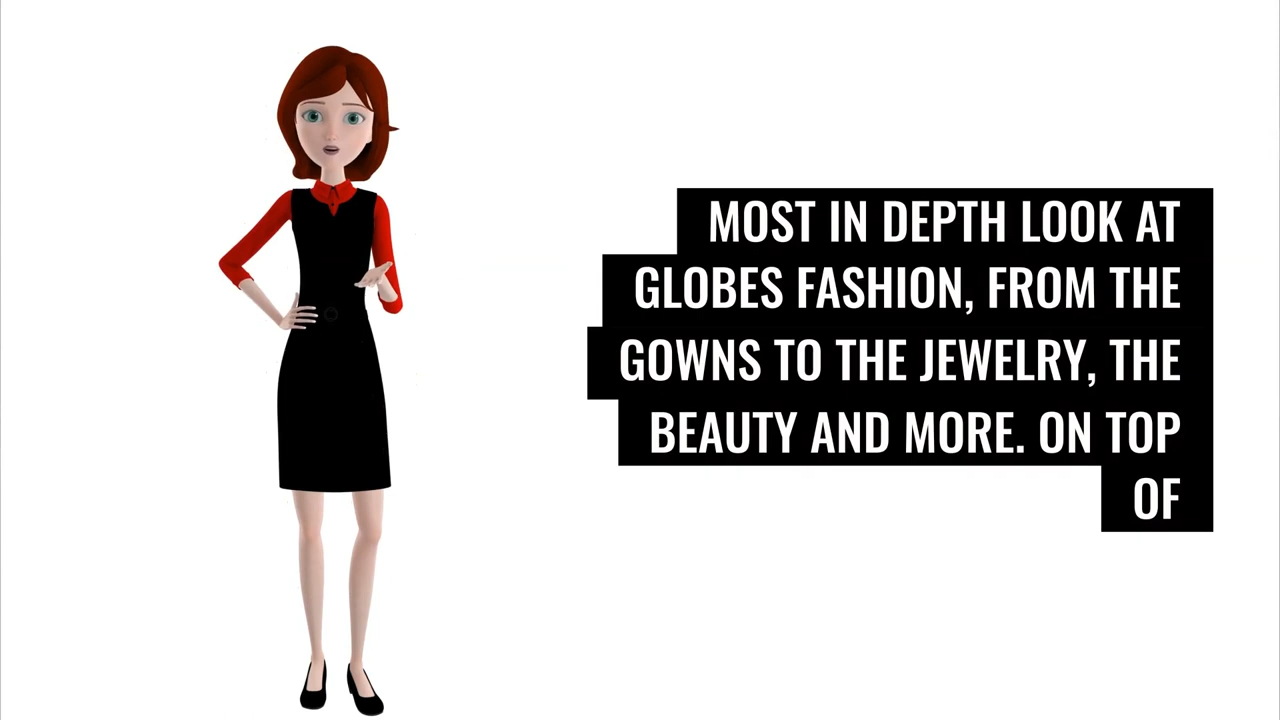 MOST IN DEPTH LOOK AT
GLOBES FASHION, FROM THE
GOWNS TO THE JEWELRY, THE
BEAUTY AND MORE. ON TOP
OF